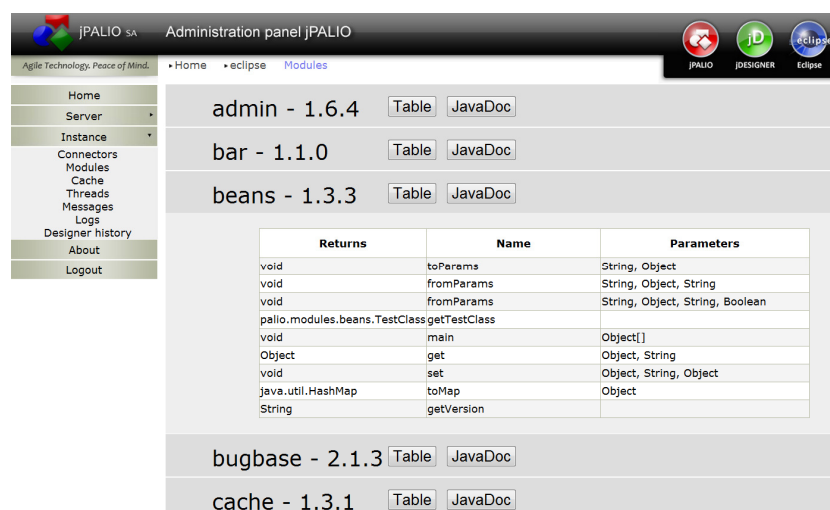 jPALIO SA
Administration panel jPALIO
Agile Technology. Peace of Mind.
Home eclipse Modules
jPALIO jDESIGNER Eclipse
jD
eclipse
Home
Server
Instance
Connectors
Modules
Cache
Threads
Messages
Logs
Designer history
About
Logout
admin - 1.6.4 Table JavaDoc
bar - 1.1.0 Table JavaDoc
beans - 1.3.3 Table JavaDoc
Returns Name Parameters
void toParams String, Object
void fromParams String, Object, String
void fromParams String, Object, String, Boolean
palio.modules.beans.TestClass getTestClass
void main Object[]
Object get Object, String
void set Object, String, Object
java.util.HashMap toMap Object
String getVersion
bugbase - 2.1.3 Table JavaDoc
cache - 1.3.1 Table JavaDoc